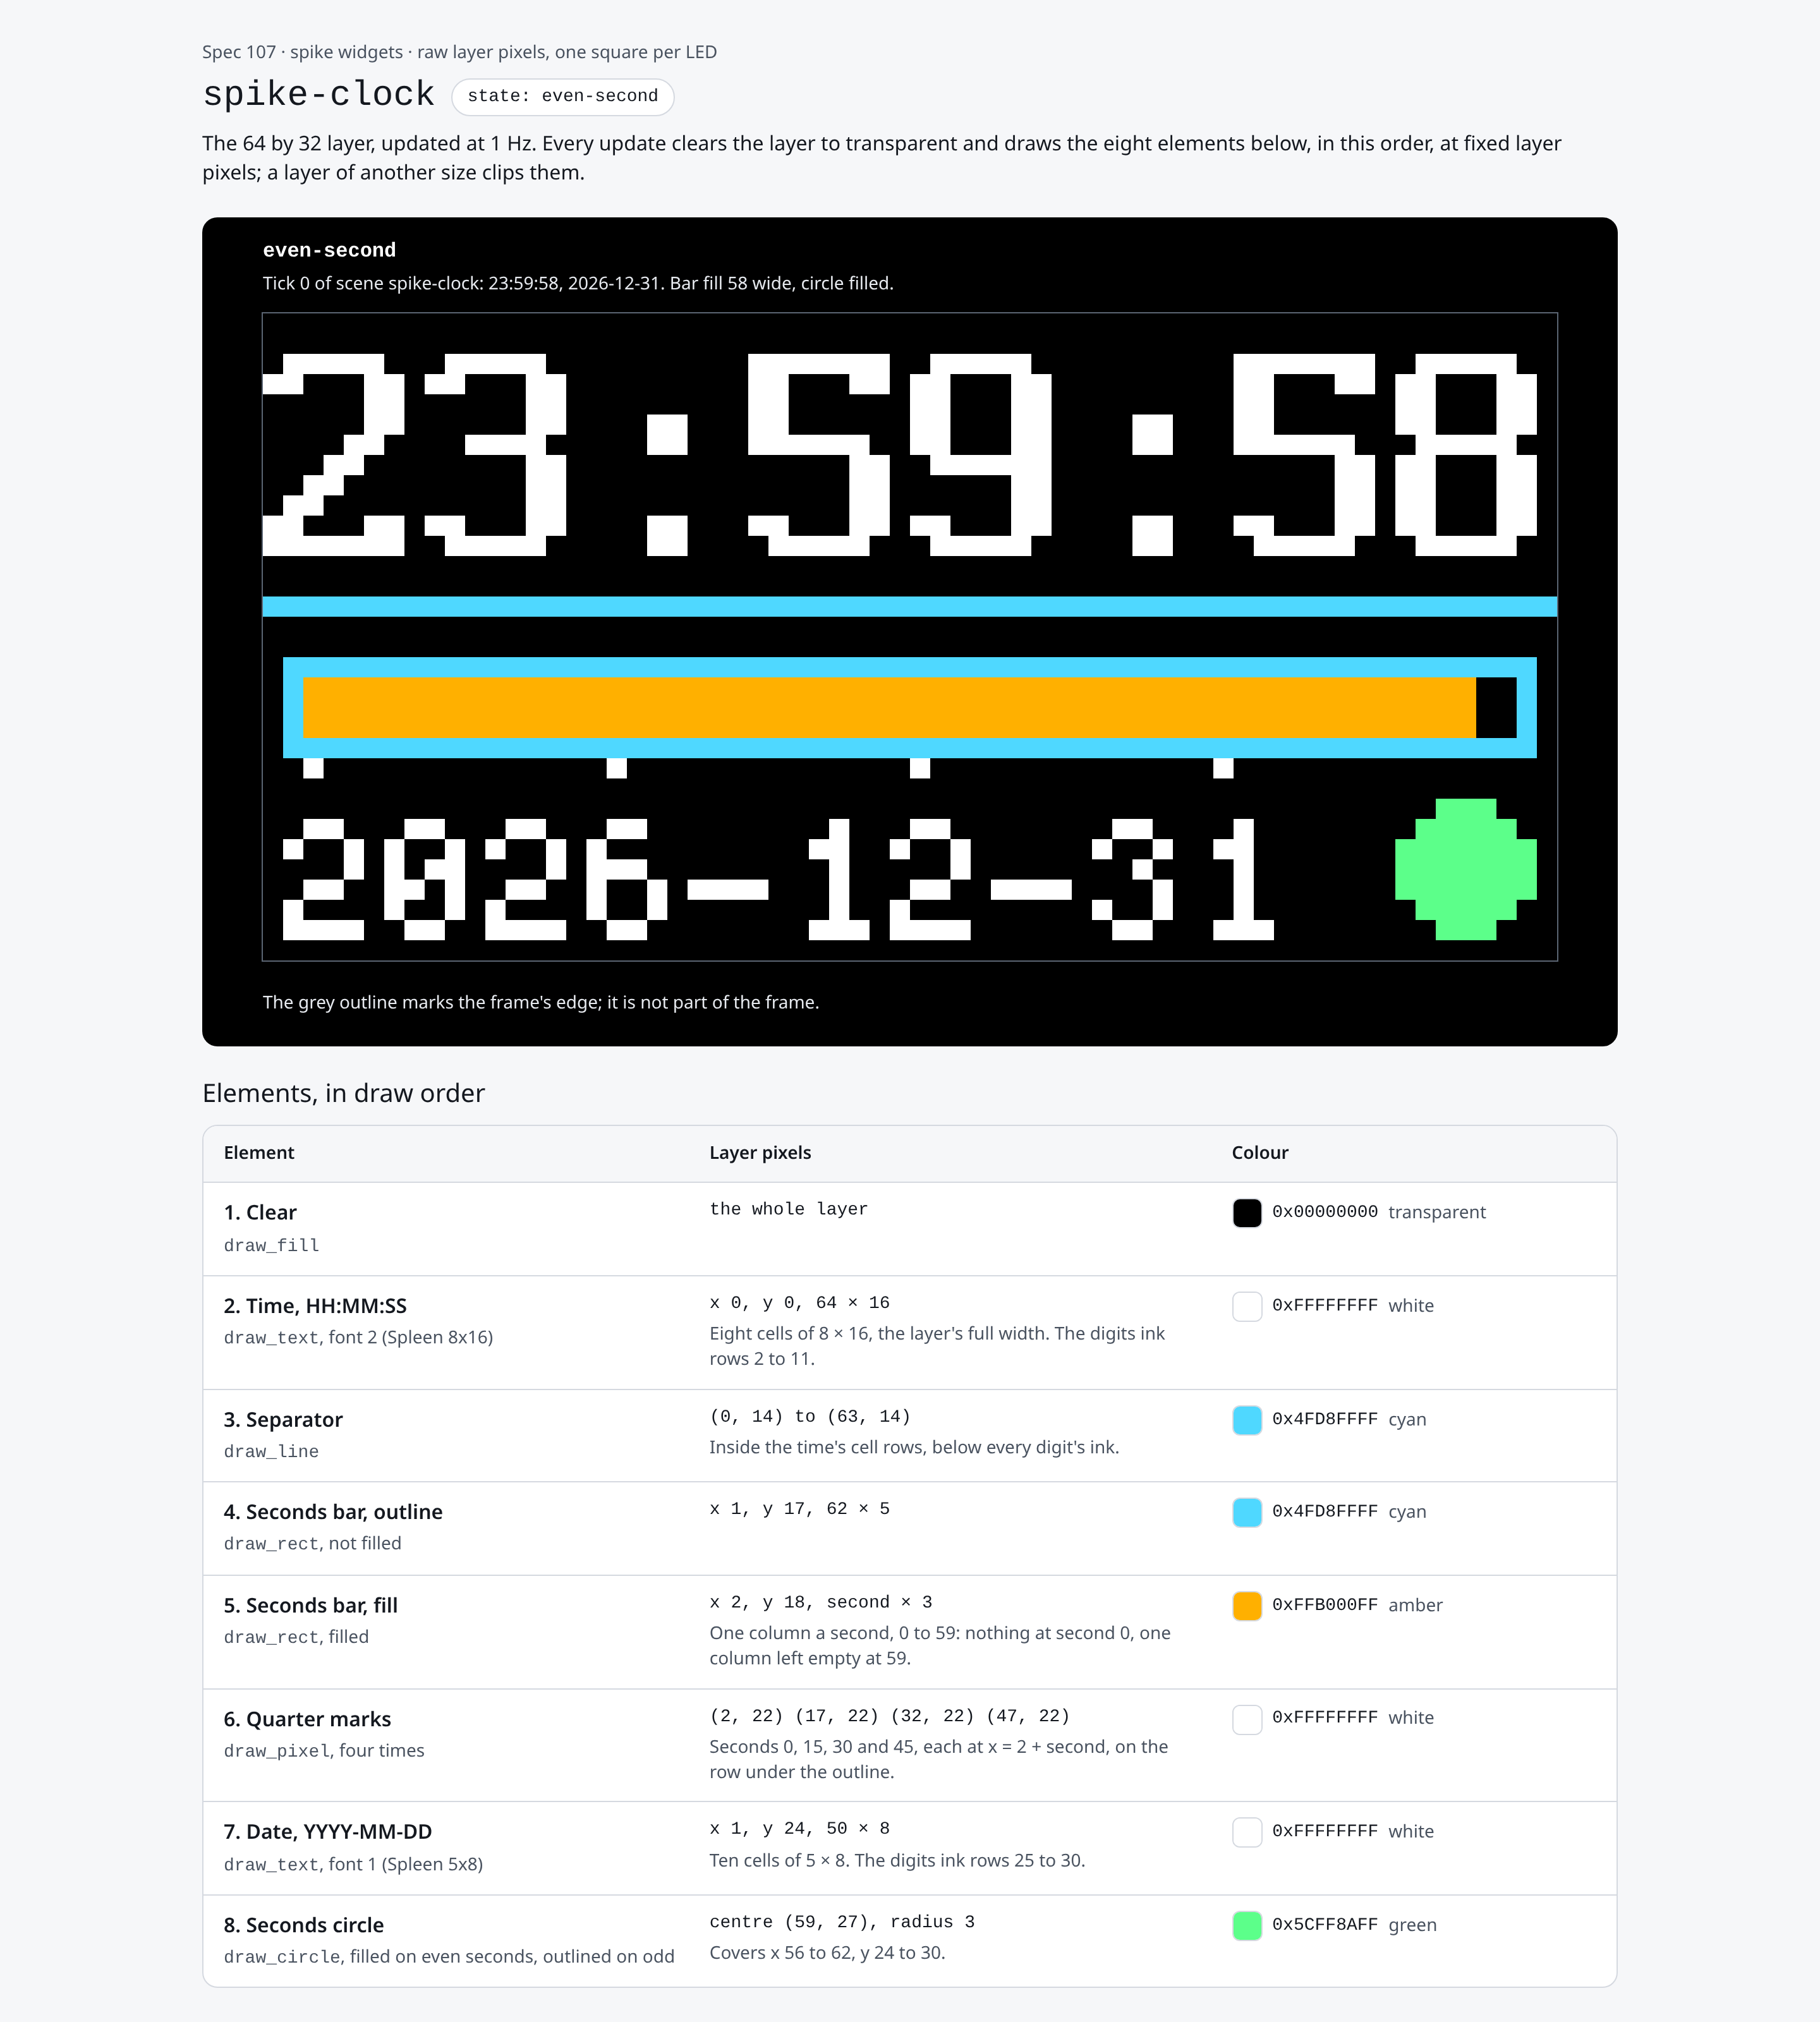 Spec 107 · spike widgets · raw layer pixels, one square per LED
spike-clock
state: even-second
The 64 by 32 layer, updated at 1 Hz. Every update clears the layer to transparent and draws the eight elements below, in this order, at fixed layer
pixels; a layer of another size clips them.
even-second
Tick 0 of scene spike-clock: 23:59:58, 2026-12-31. Bar fill 58 wide, circle filled.
23:59:58
2026-12-31
The grey outline marks the frame's edge; it is not part of the frame.
Elements, in draw order
Element Layer pixels Colour
1. Clear the whole layer 0x00000000 transparent
draw_fill
2. Time, HH:MM:SS x 0, y 0, 64 × 16 0xFFFFFFFF white
draw_text, font 2 (Spleen 8x16) Eight cells of 8 × 16, the layer's full width. The digits ink
rows 2 to 11.
3. Separator (0, 14) to (63, 14) 0x4FD8FFFF cyan
draw_line Inside the time's cell rows, below every digit's ink.
4. Seconds bar, outline x 1, y 17, 62 × 5 0x4FD8FFFF cyan
draw_rect, not filled
5. Seconds bar, fill x 2, y 18, second × 3 0xFFB000FF amber
draw_rect, filled One column a second, 0 to 59: nothing at second 0, one
column left empty at 59.
6. Quarter marks (2, 22) (17, 22) (32, 22) (47, 22) 0xFFFFFFFF white
draw_pixel, four times Seconds 0, 15, 30 and 45, each at x = 2 + second, on the
row under the outline.
7. Date, YYYY-MM-DD x 1, y 24, 50 × 8 0xFFFFFFFF white
draw_text, font 1 (Spleen 5x8) Ten cells of 5 × 8. The digits ink rows 25 to 30.
8. Seconds circle centre (59, 27), radius 3 0x5CFF8AFF green
draw_circle, filled on even seconds, outlined on odd Covers x 56 to 62, y 24 to 30.